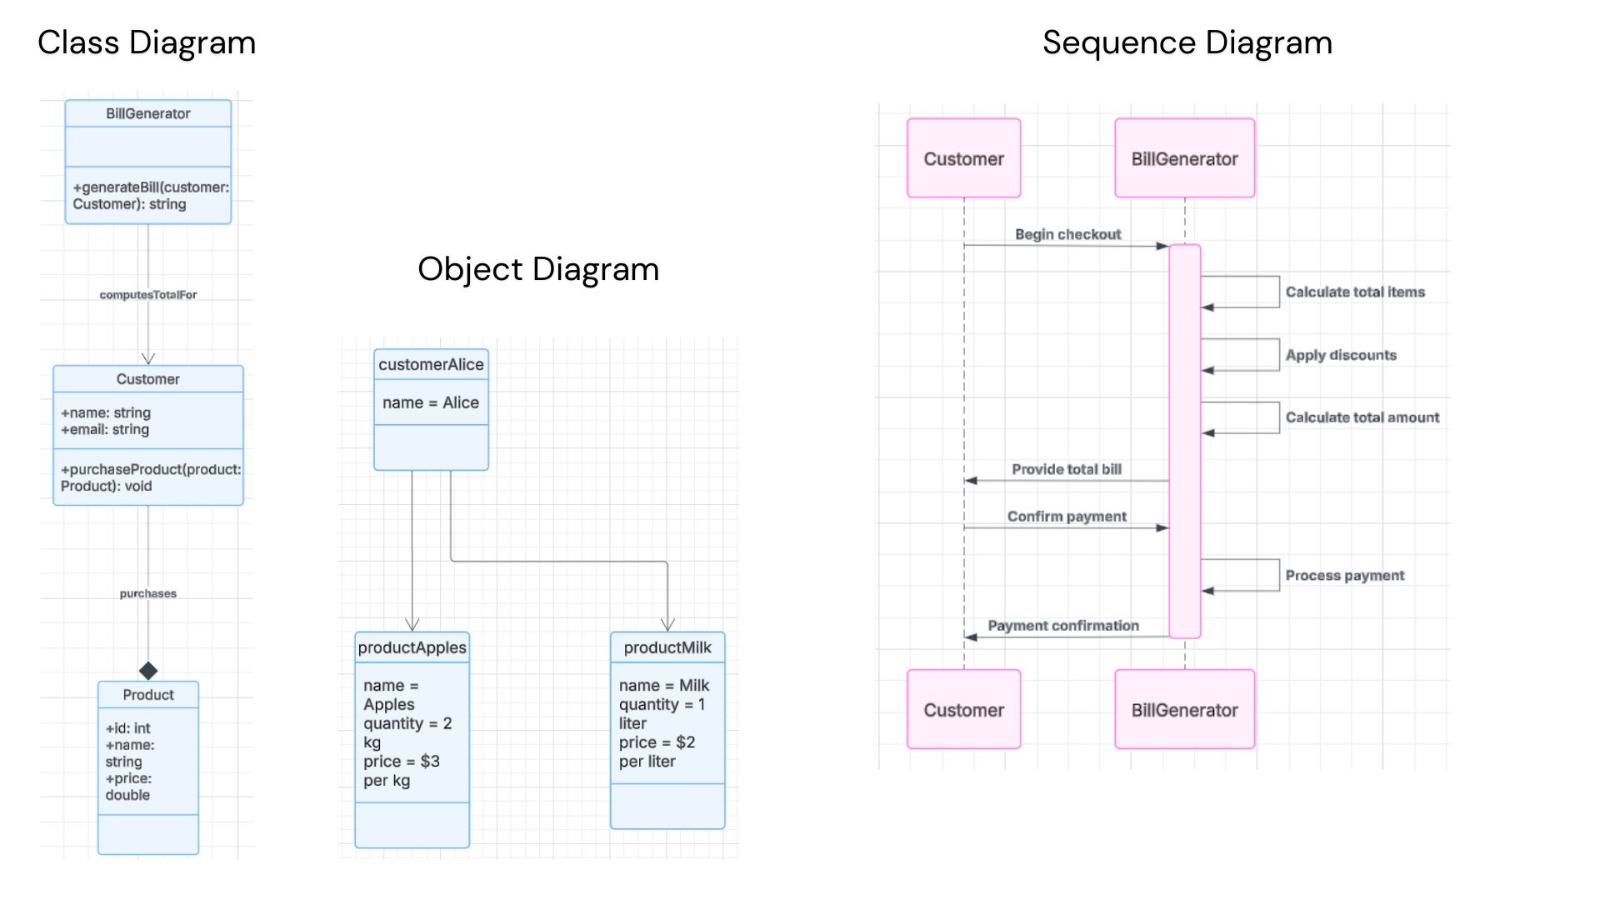 Class Diagram
BillGenerator
+generateBill(customer:
Customer): string
computesTotalFor
Customer
+name: string
+email: string
+purchaseProduct(product:
Product): void
purchases
Product
+id: int
+name:
string
+price:
double
Object Diagram
customerAlice
name = Alice
productApples
name =
Apples
quantity = 2
kg
price = $3
per kg
productMilk
name = Milk
quantity = 1
liter
price = $2
per liter
Sequence Diagram
Customer
BillGenerator
Begin checkout
Calculate total items
Apply discounts
Calculate total amount
Provide total bill
Confirm payment
Process payment
Payment confirmation
Customer
BillGenerator